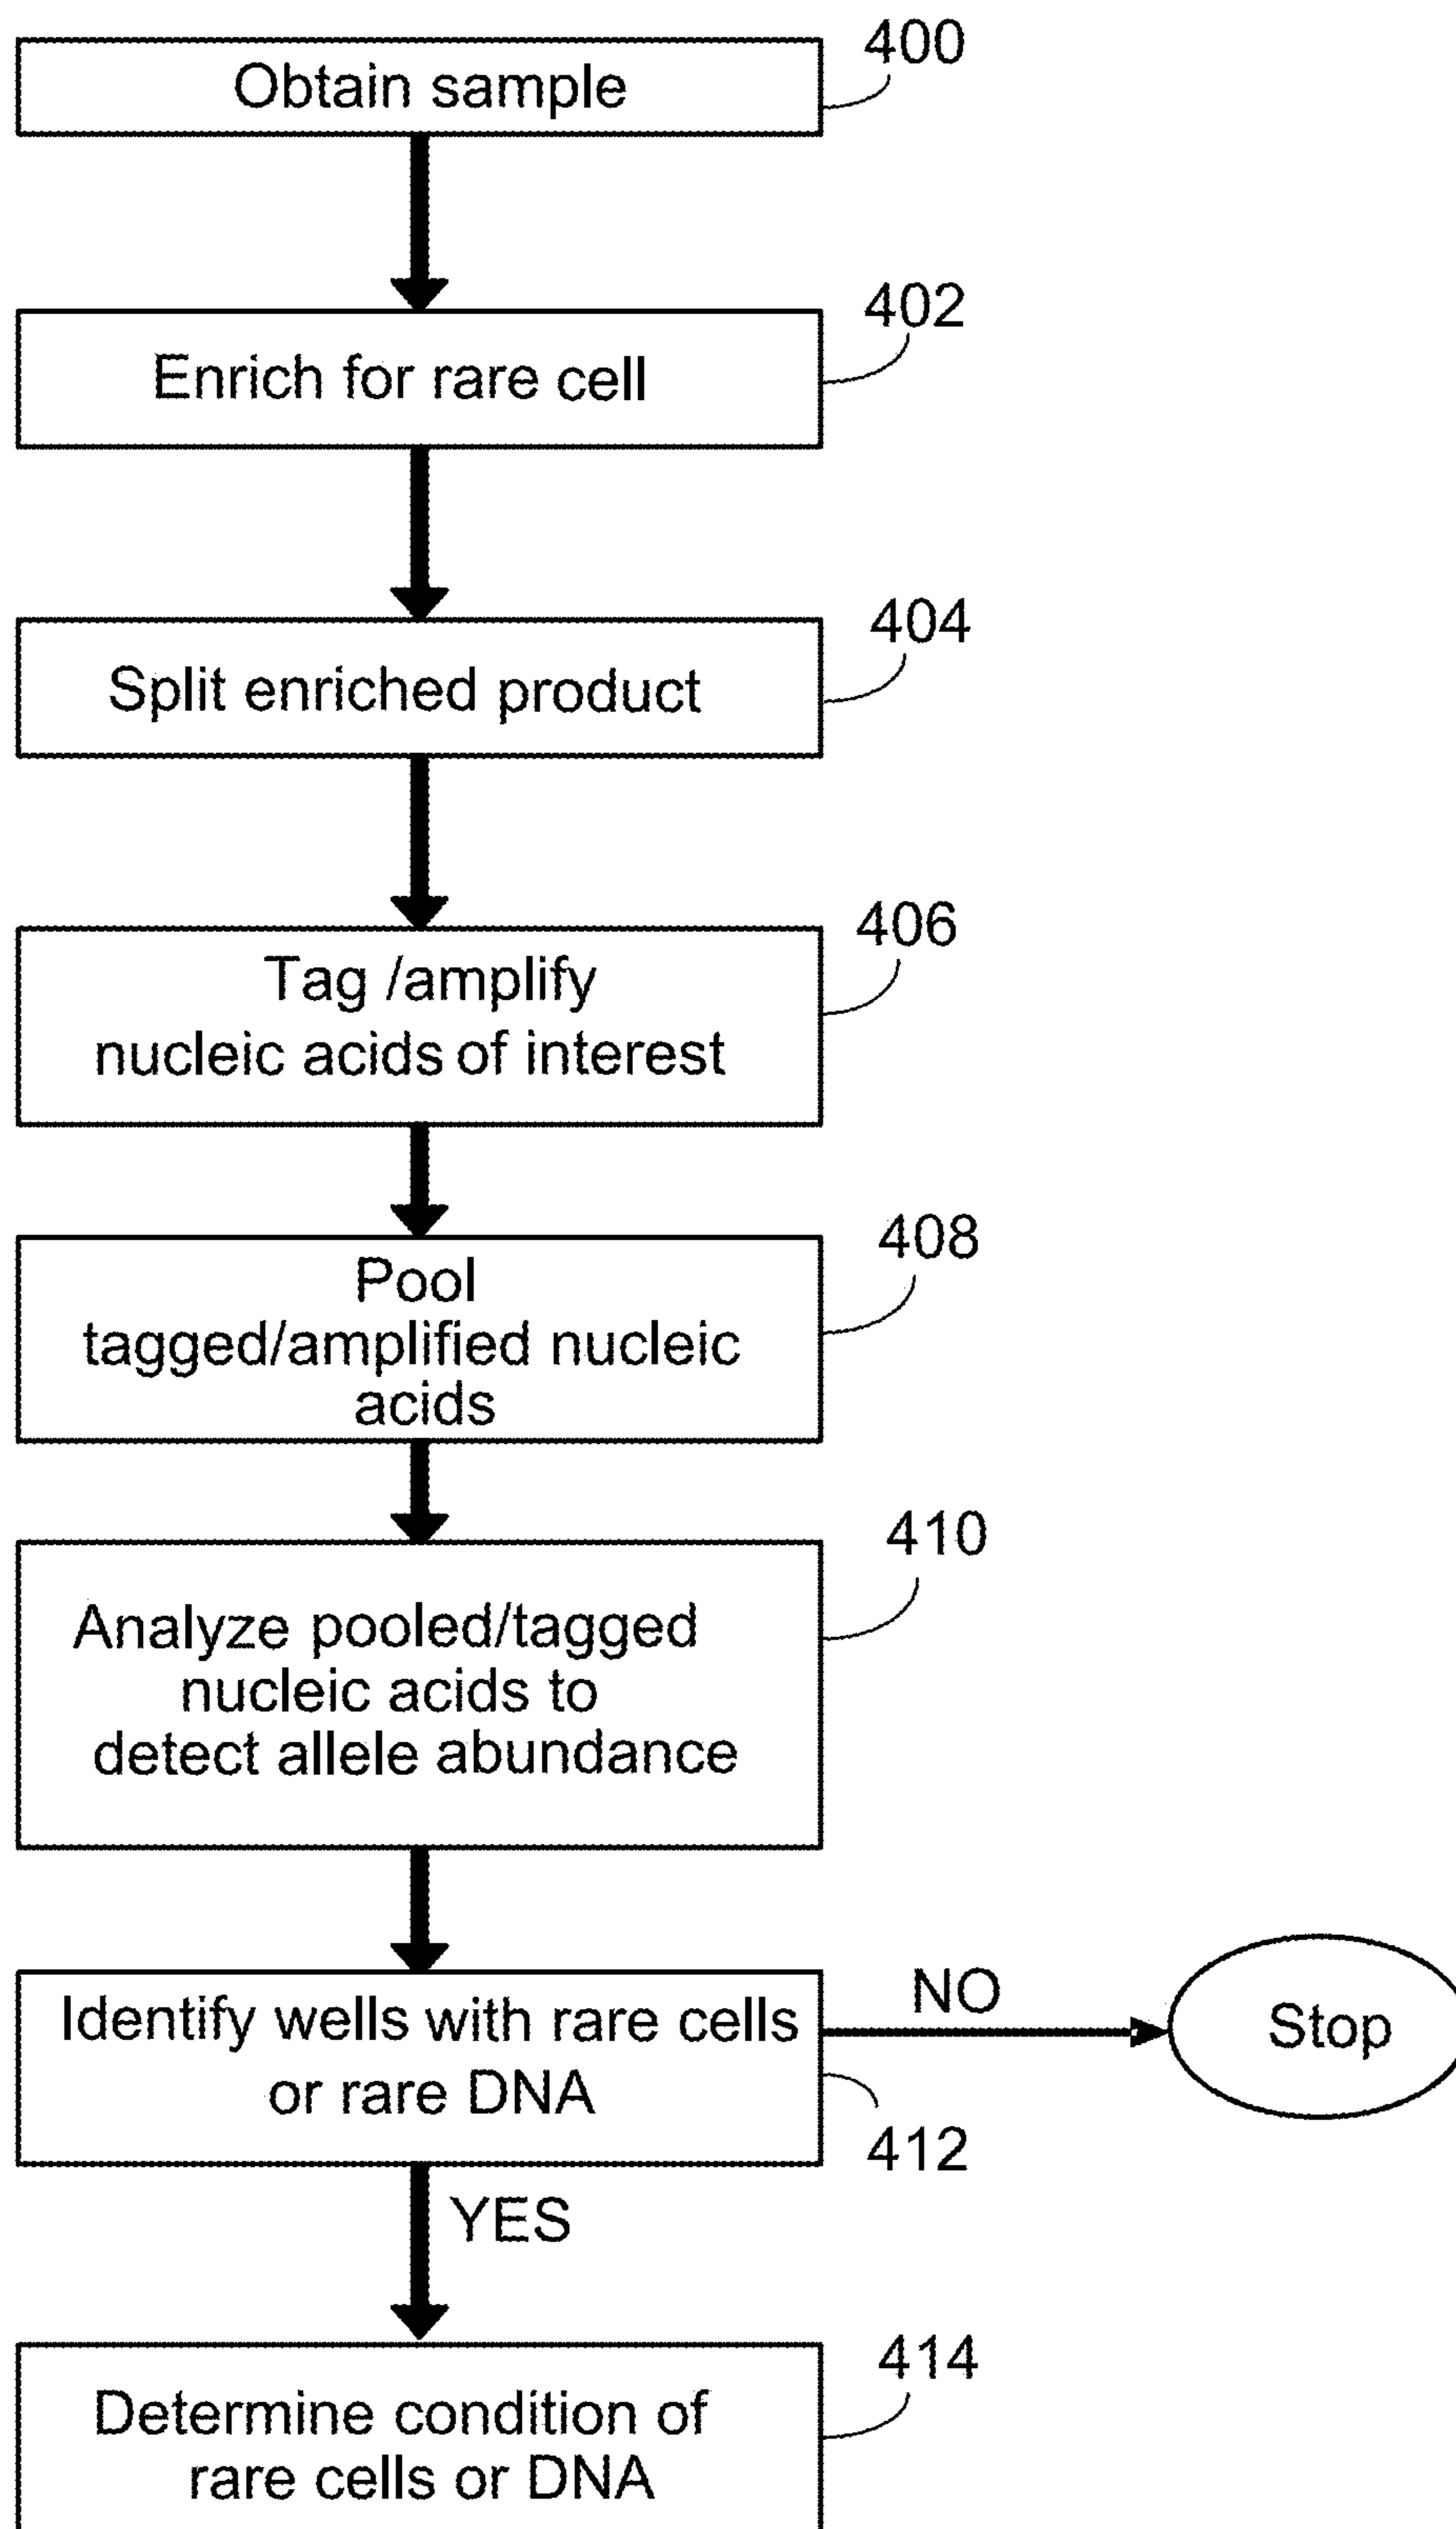 400
Obtain sample
402
Enrich for rare cell
404
Split enriched product
406
Tag /amplify
nucleic acids of interest
408
Pool
tagged/amplified nucleic
acids
410
Analyze pooled/tagged
nucleic acids to
detect allele abundance
Identify wells with rare cells
or rare DNA
NO
Stop
412
YES
414
Determine condition of
rare cells or DNA